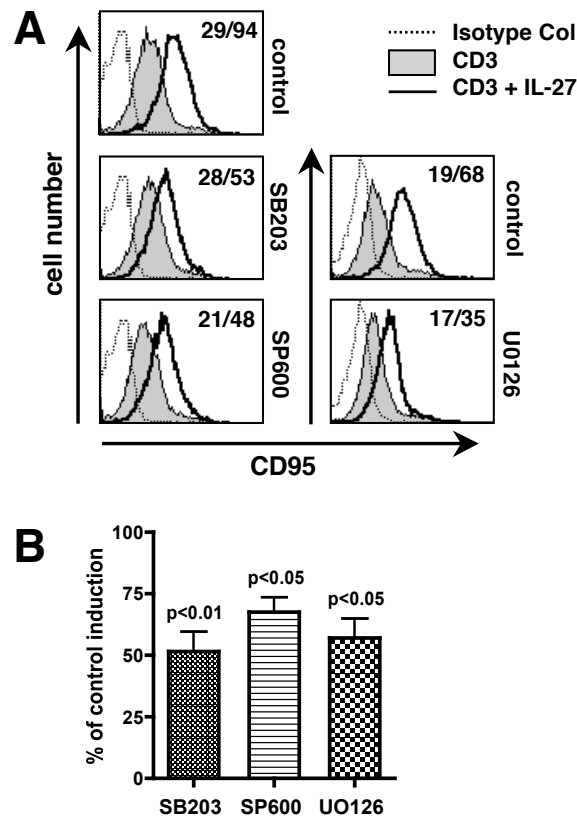 A
Isotype Col
CD3
CD3 + IL-27
cell number
29/94
control
28/53
SB203
19/68
control
21/48
SP600
17/35
U0126
CD95
B
% of control induction
100
75
50
25
0
p<0.01
p<0.05
p<0.05
SB203
SP600
UO126